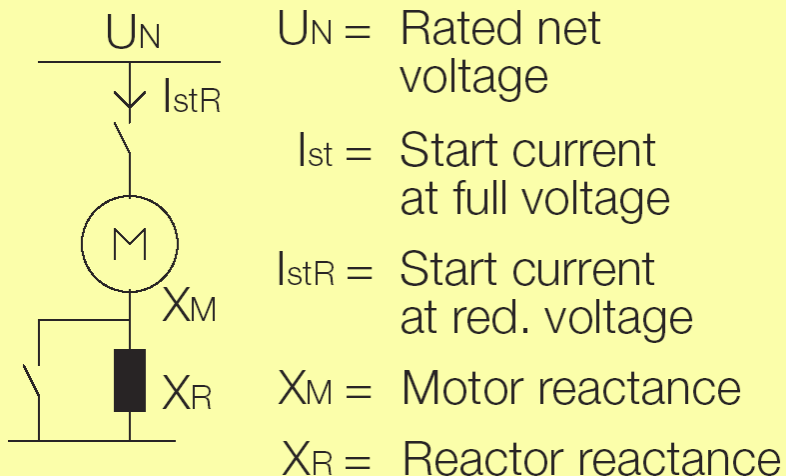 UN
IstR
M
XM
XR
UN = Rated net
voltage
Ist = Start current
at full voltage
IstR = Start current
at red. voltage
XM = Motor reactance
XR = Reactor reactance